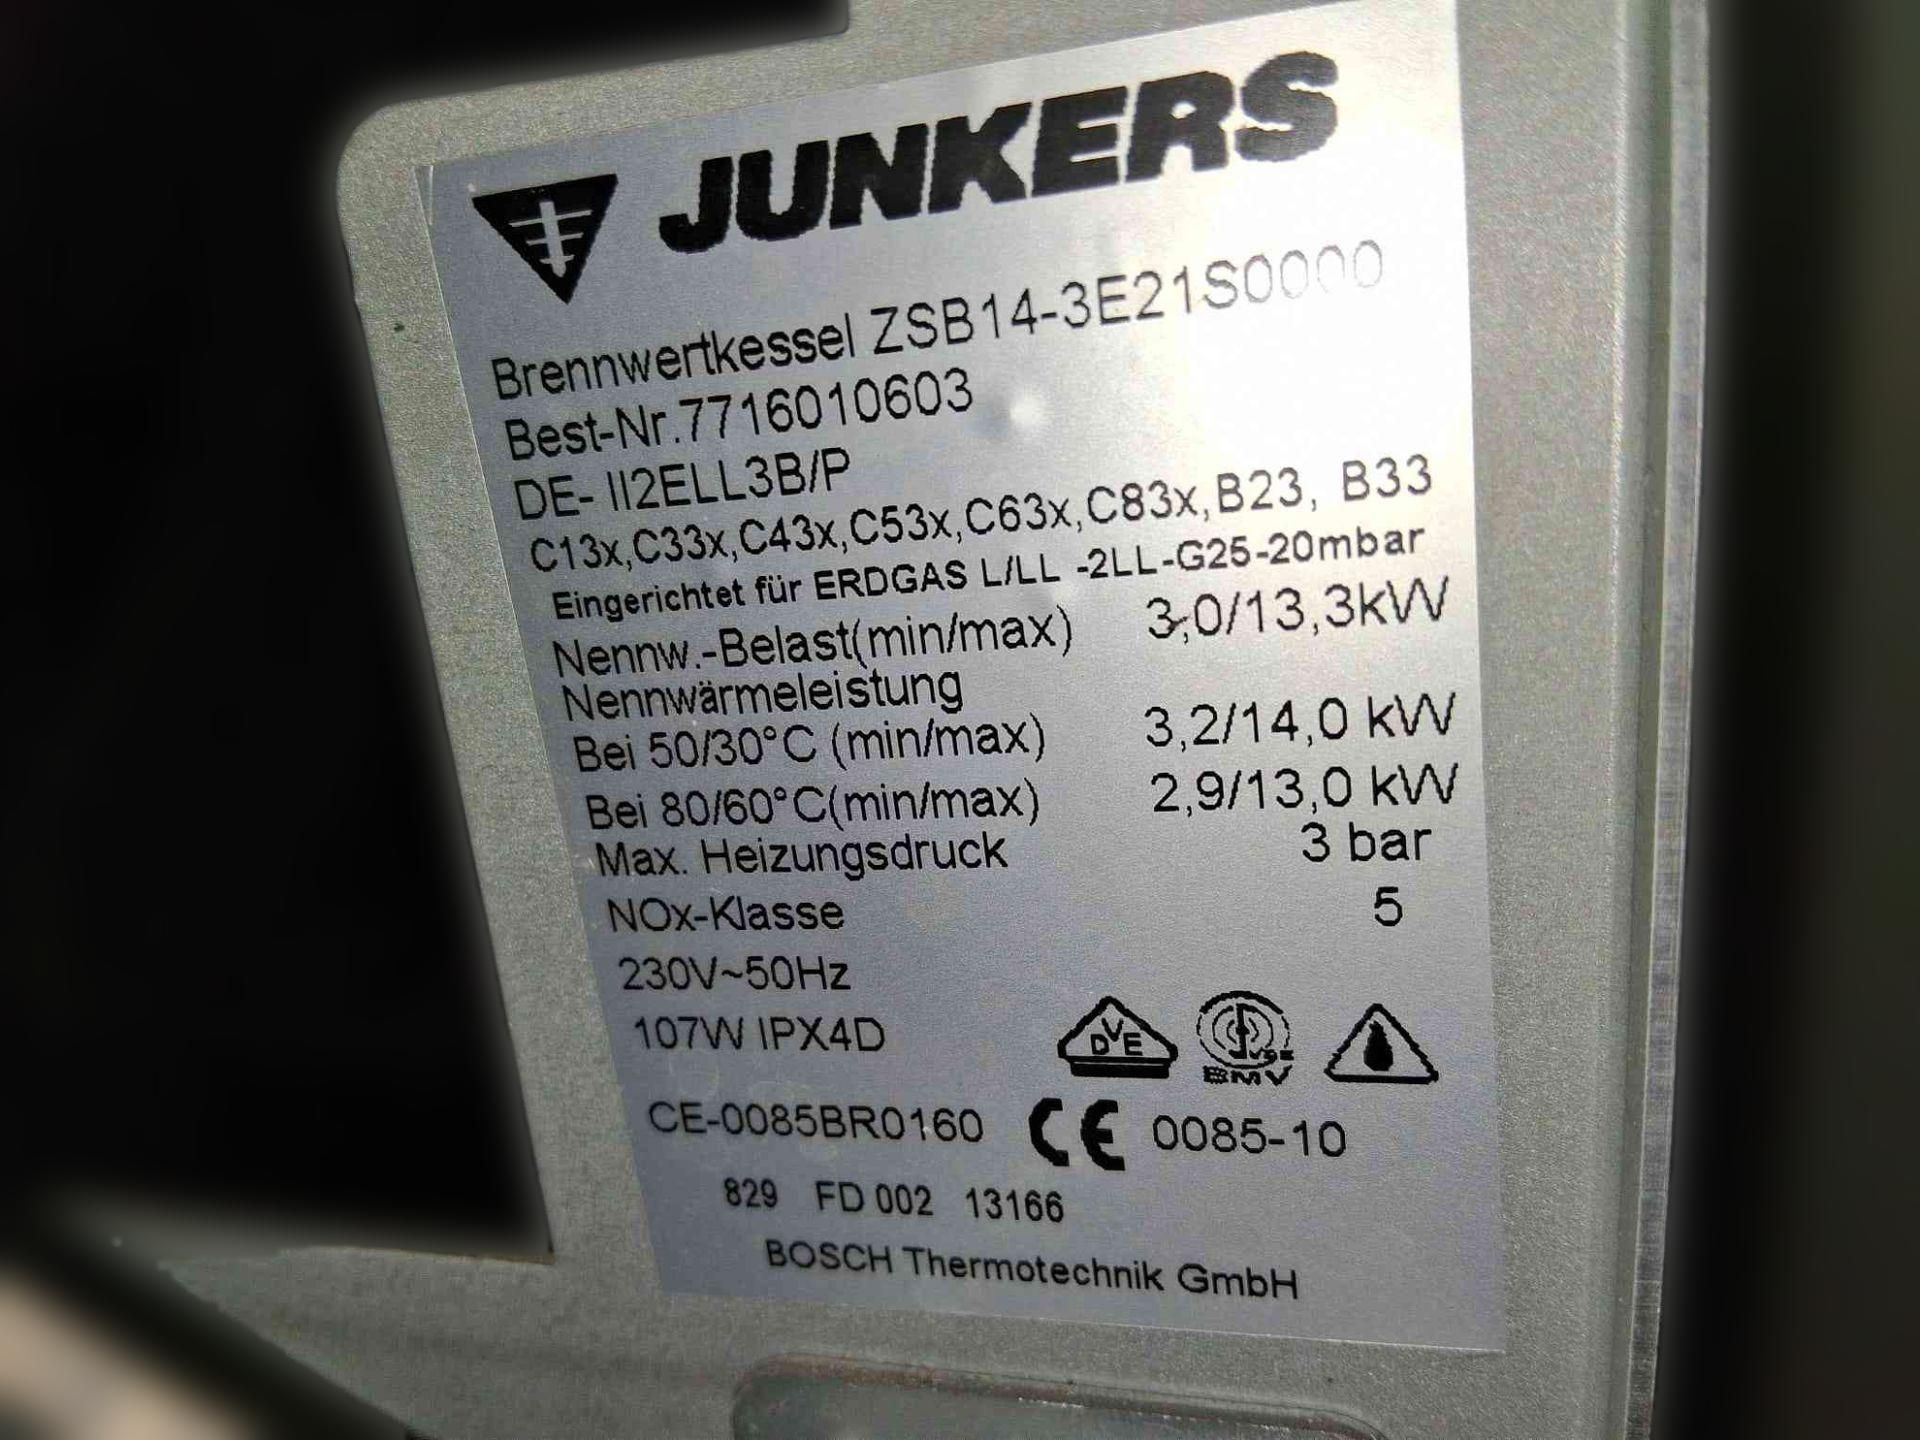 JUNKERS
Brennwertkessel ZSB14-3E21S0000
Best-Nr.7716010603
DE- II2ELL3B/P
C13x,C33x,C43x,C53x,C63x,C83x,B23, B33
Eingerichtet für ERDGAS L/LL -2LL-G25-20mbar
Nennw.-Belast(min/max) 3,0/13,3kW
Nennwärmeleistung
Bei 50/30°C (min/max) 3,2/14,0 kW
Bei 80/60°C(min/max) 2,9/13,0 kW
Max. Heizungsdruck 3 bar
NOx-Klasse 5
230V~50Hz
107W IPX4D
DVE
BMV
CE-0085BR0160 CE 0085-10
829 FD 002 13166
BOSCH Thermotechnik GmbH